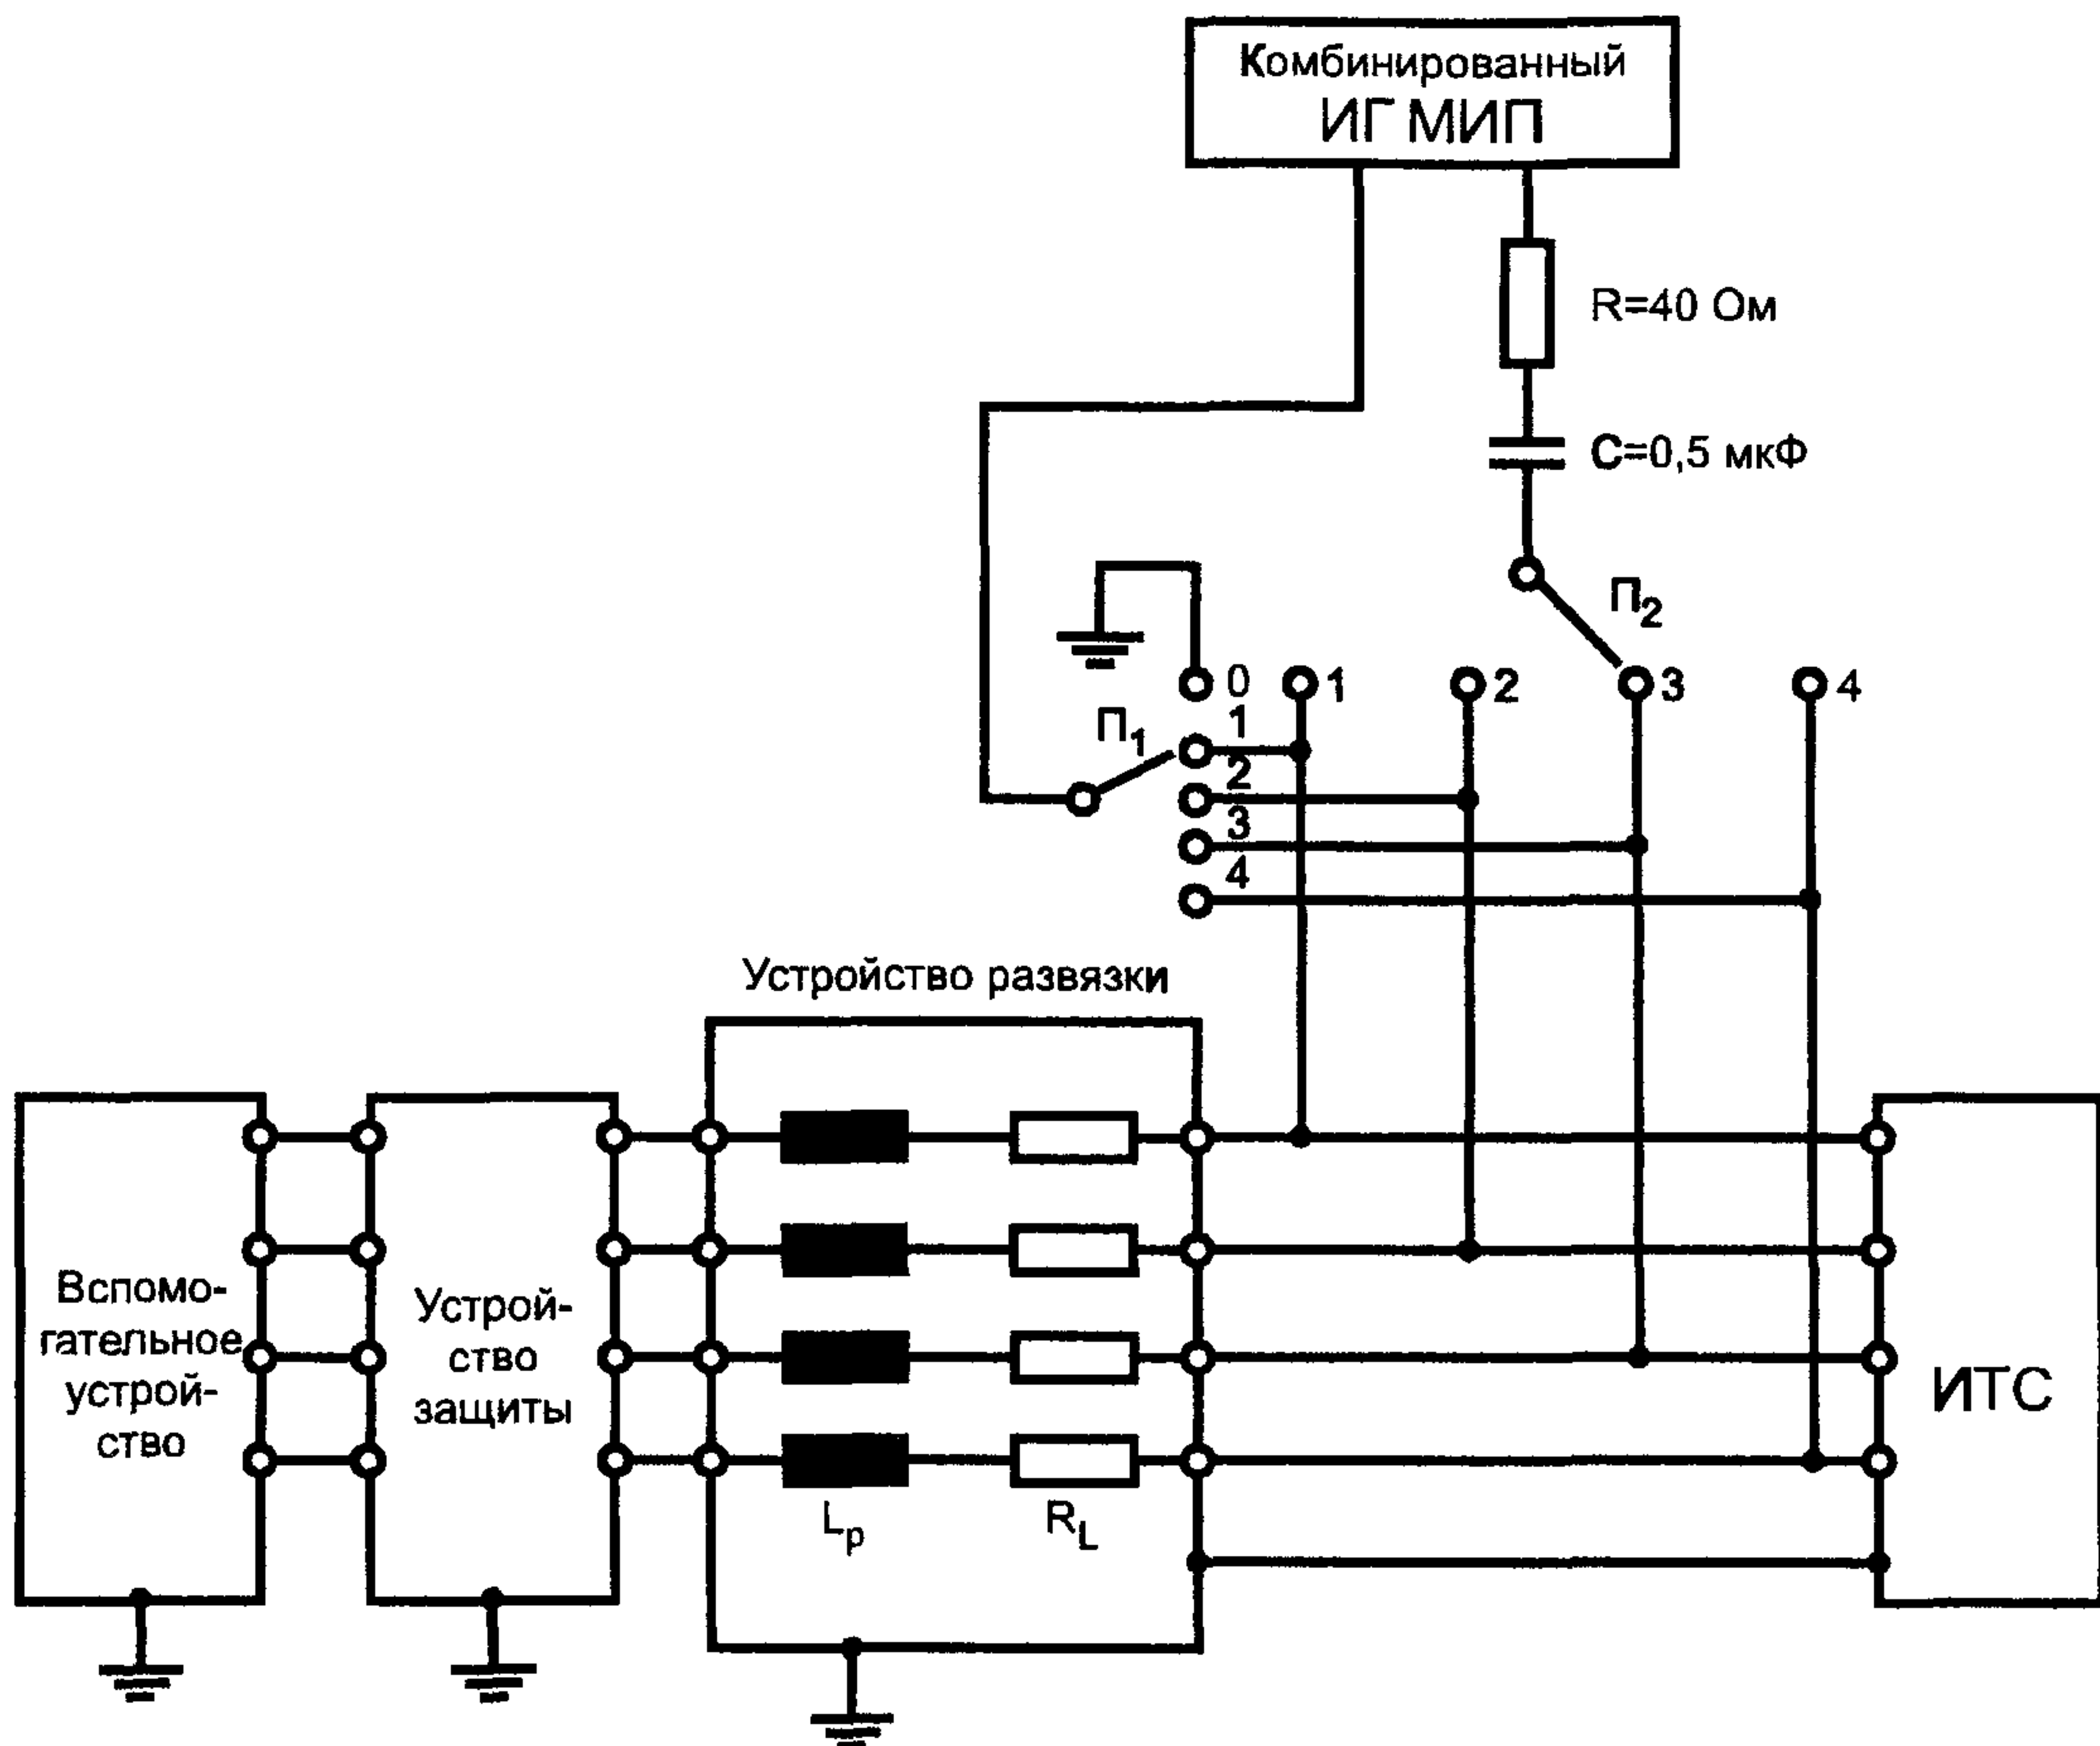 Комбинированный
ИГ МИП
R=40 Ом
C=0,5 мкФ
П2
0
1
2
3
4
П1
1
2
3
4
Устройство развязки
Вспомо-
гательное
устрой-
ство
Устрой-
ство
защиты
Lр
RL
ИТС